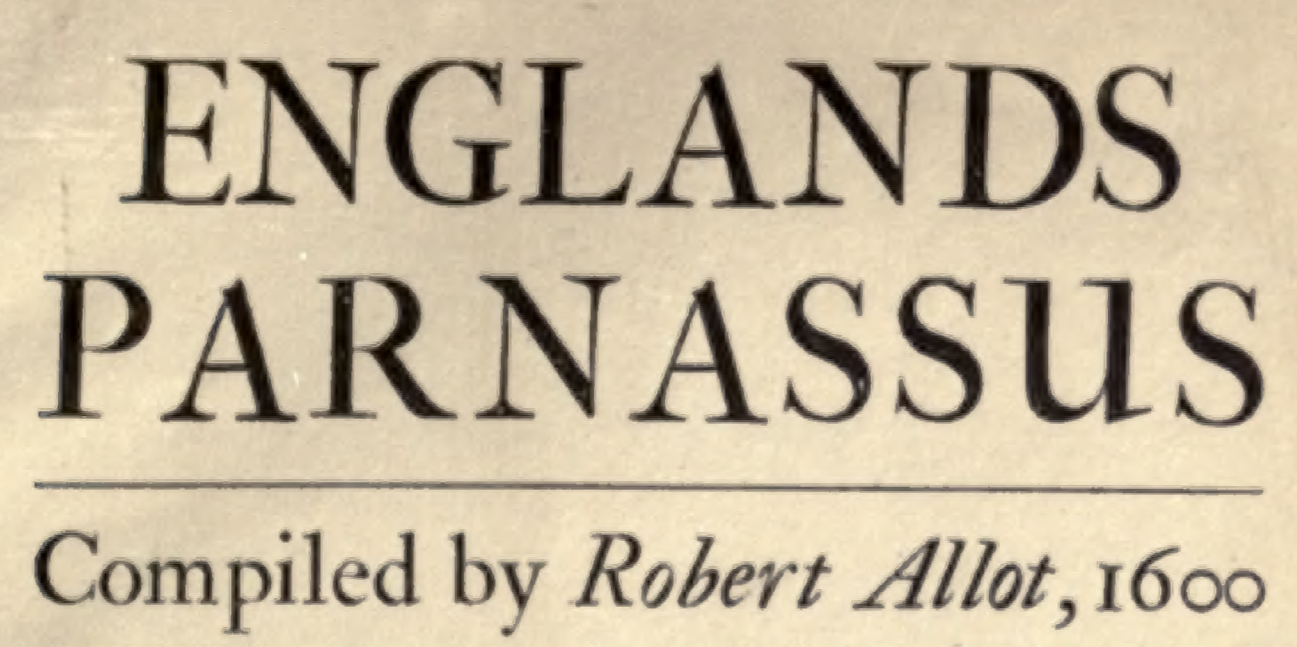 ENGLANDS
PARNASSUS
Compiled by Robert Allot, 1600